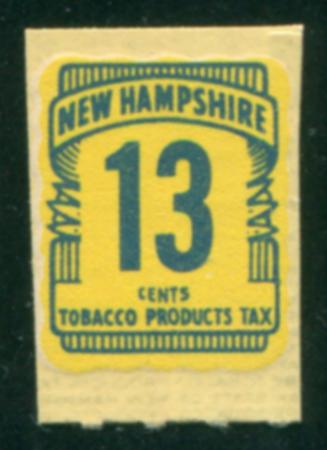 NEW HAMPSHIRE
13
CENTS
TOBACCO PRODUCTS TAX